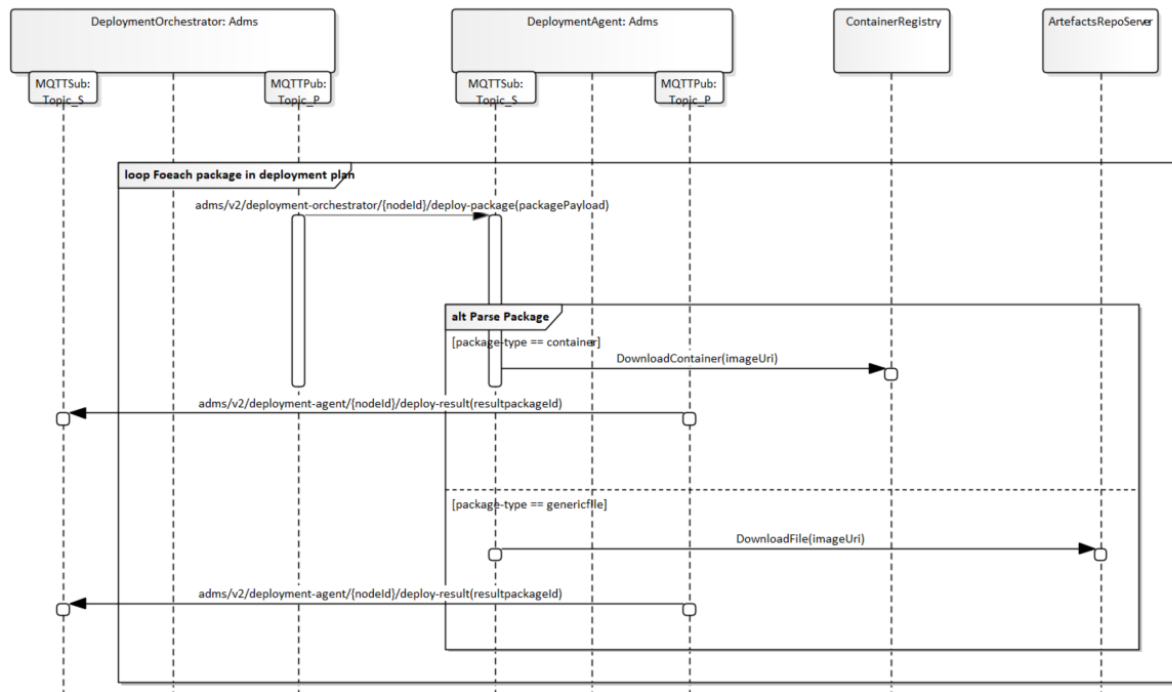 DeploymentOrchestrator: Adms
DeploymentAgent: Adms
ContainerRegistry
ArtefactsRepoServer
MQTTSub:
Topic_S
MQTTPub:
Topic_P
MQTTSub:
Topic_S
MQTTPub:
Topic_P
loop Foeach package in deployment plan
adms/v2/deployment-orchestrator/{nodeId}/deploy-package(packagePayload)
alt Parse Package
[package-type == container]
DownloadContainer(imageUri)
adms/v2/deployment-agent/{nodeId}/deploy-result(resultpackageId)
[package-type == genericfile]
DownloadFile(imageUri)
adms/v2/deployment-agent/{nodeId}/deploy-result(resultpackageId)